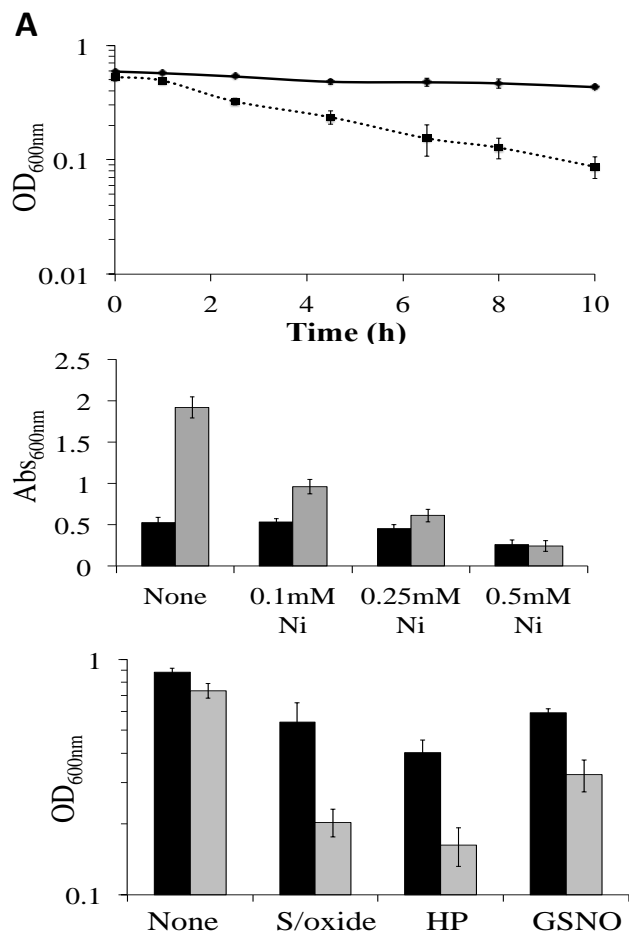 A
1
0.1
0.01
OD600nm
0 2 4 6 8 10
Time (h)
2.5
2
1.5
1
0.5
0
Abs600nm
None 0.1mM 0.25mM 0.5mM
Ni Ni Ni
1
0.1
OD600nm
None S/oxide HP GSNO